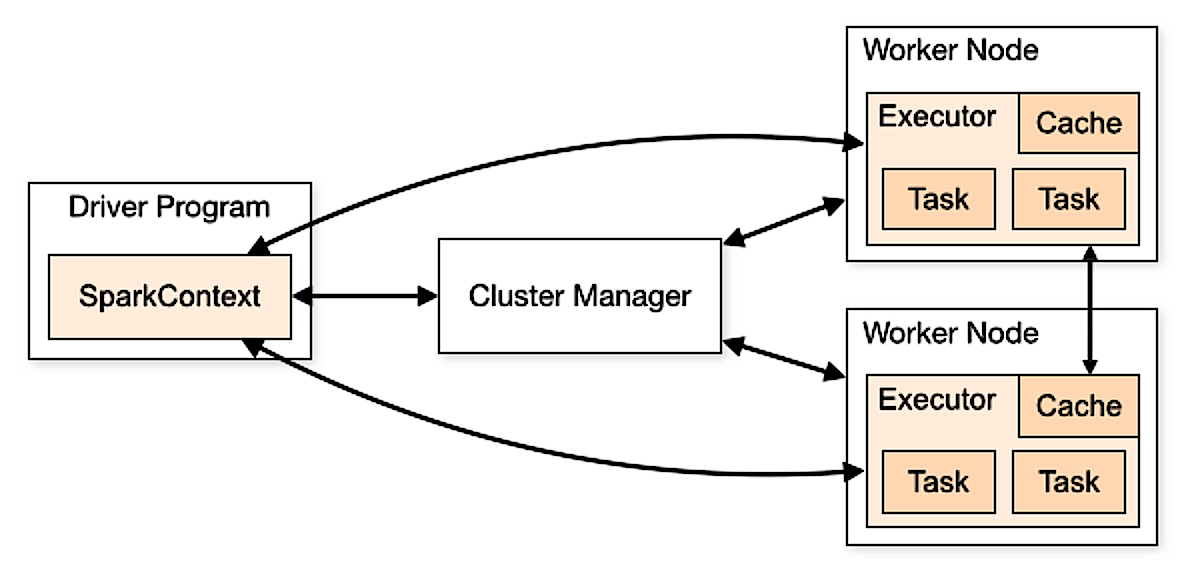 Driver Program
SparkContext
Cluster Manager
Worker Node
Executor
Cache
Task
Task
Worker Node
Executor
Cache
Task
Task